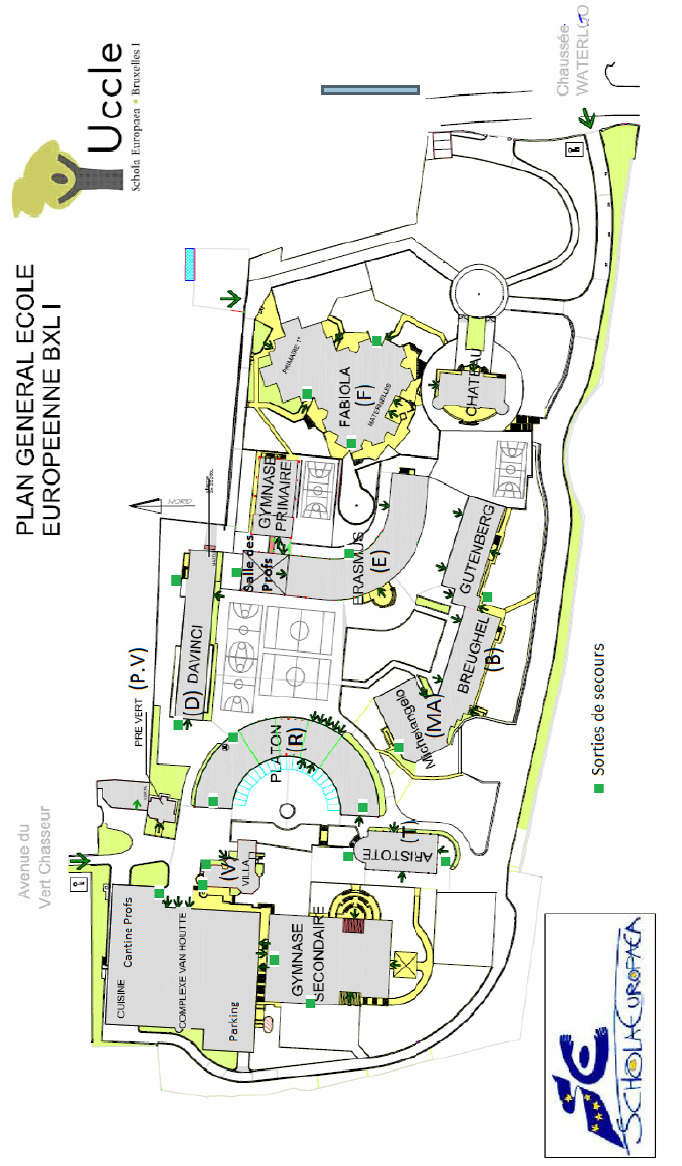 Uccle
Schola Europaea • Bruxelles I
PLAN GENERAL ECOLE
EUROPEENNE BXL I
Chaussée
WATERLOO
NORD
PRIMAIRE 1°
FABIOLA
(F)
MATERNELLES
CHATEAU
GYMNASE
PRIMAIRE
Salle des
Profs
ERASMUS
(E)
GUTENBERG
BREUGHEL
(B)
Michelangelo
(MA)
(D) DAVINCI
PRE VERT (P.V)
PLATON
(R)
ARISTOTE
(V)
VILLA
Avenue du
Vert Chasseur
CUISINE
Cantine Profs
COMPLEXE VAN HOUTTE
Parking
GYMNASE
SECONDAIRE
Sorties de secours
SCHOLA EUROPAEA